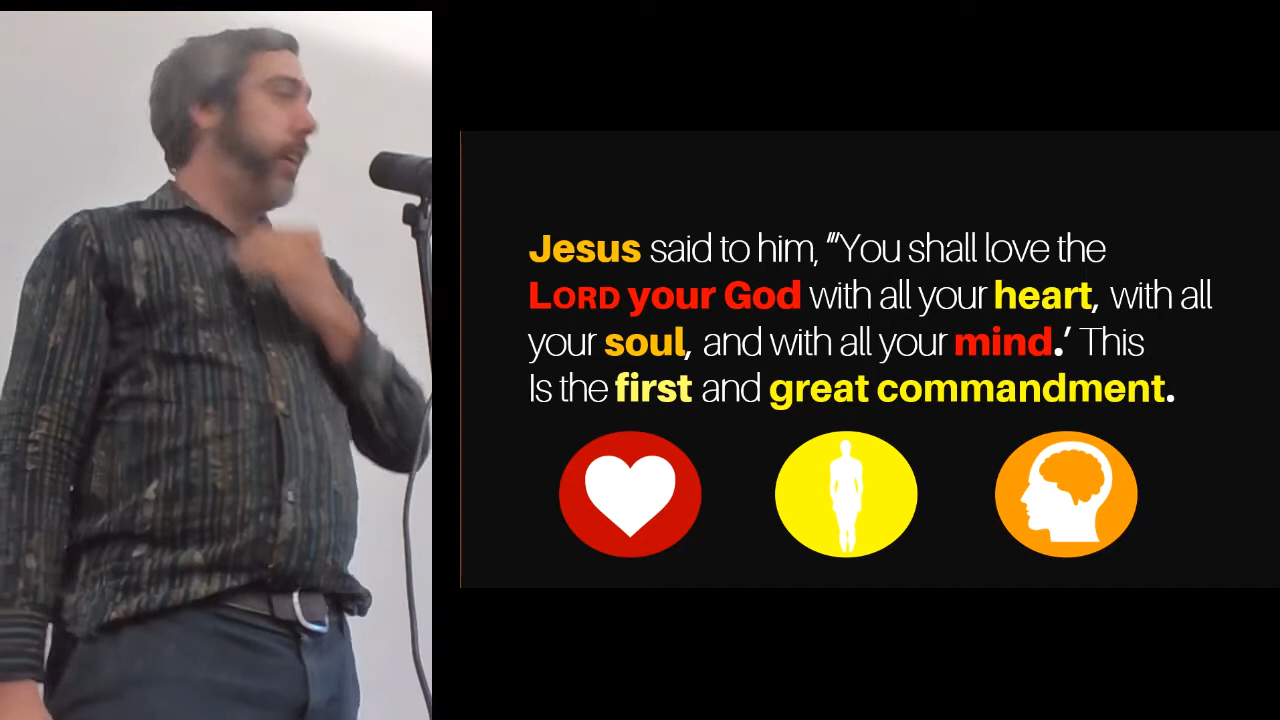 Jesus said to him, “‘You shall love the
LORD your God with all your heart, with all
your soul, and with all your mind.’ This
Is the first and great commandment.